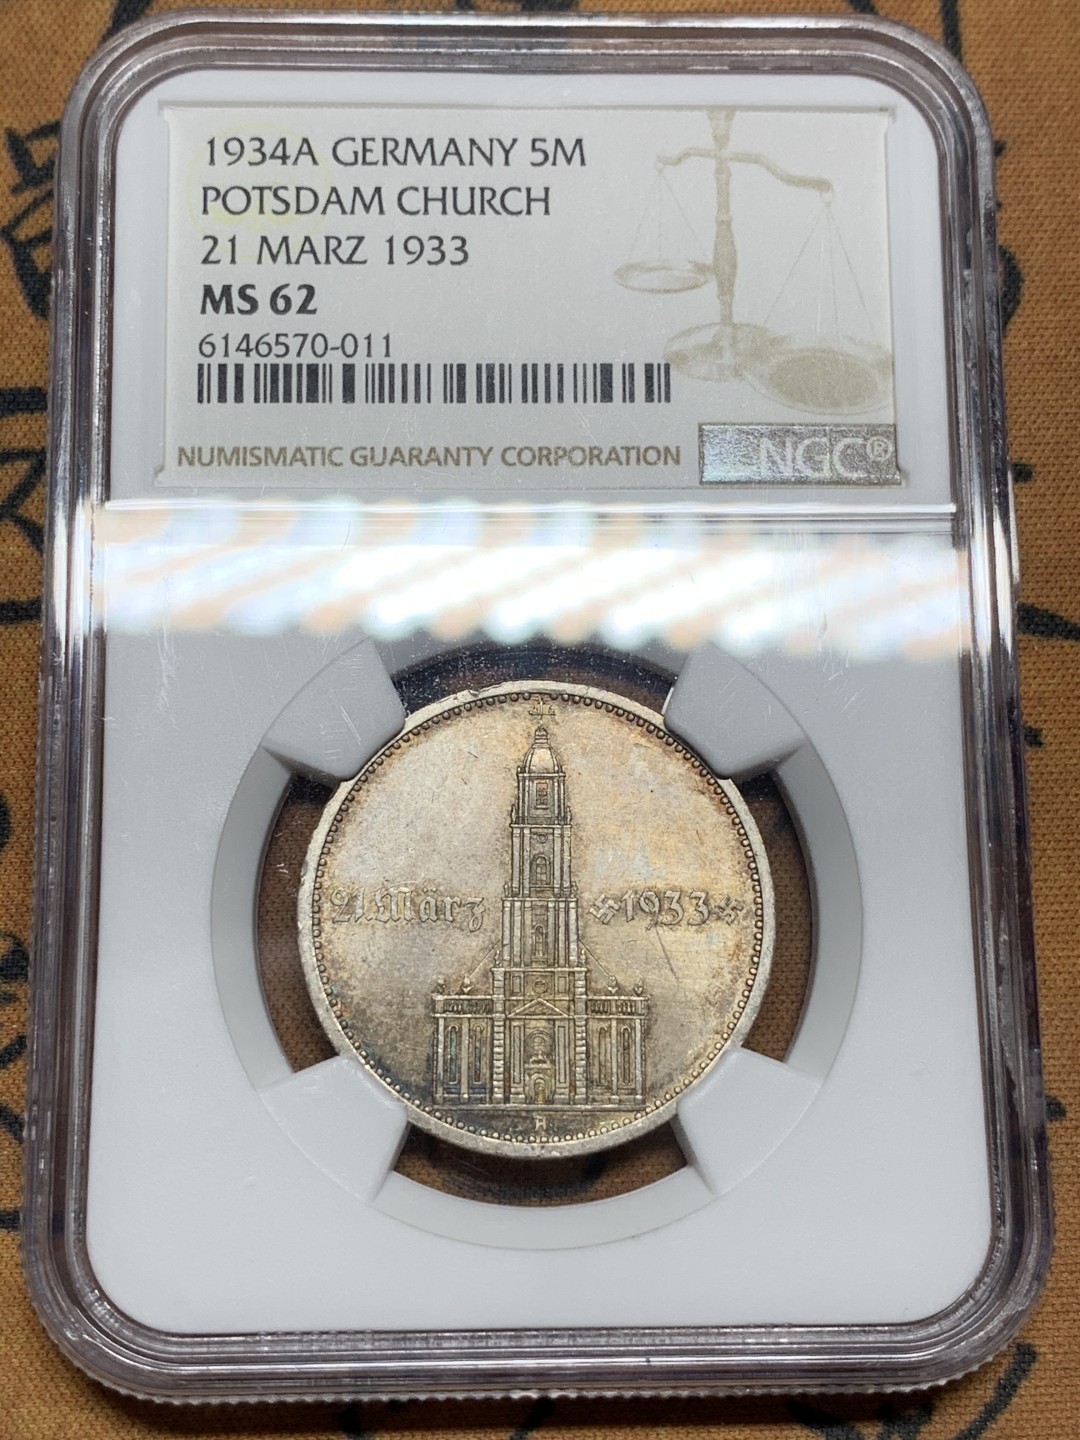 1934A GERMANY 5M
POTSDAM CHURCH
21 MARZ 1933
MS 62
6146570-011
NUMISMATIC GUARANTY CORPORATION
NGC®
21. März 1933
A